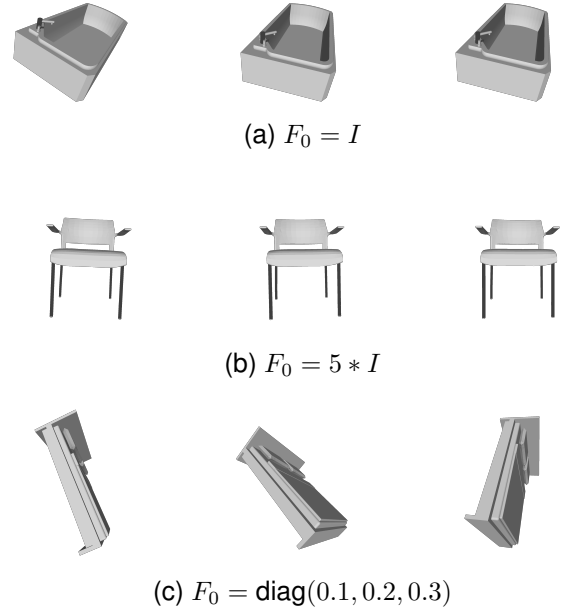 (a) F₀ = I
(b) F₀ = 5 * I
(c) F₀ = diag(0.1, 0.2, 0.3)